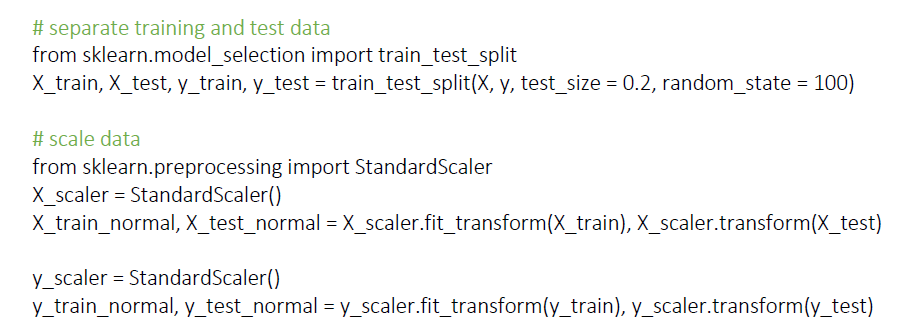 # separate training and test data
from sklearn.model_selection import train_test_split
X_train, X_test, y_train, y_test = train_test_split(X, y, test_size = 0.2, random_state = 100)
# scale data
from sklearn.preprocessing import StandardScaler
X_scaler = StandardScaler()
X_train_normal, X_test_normal = X_scaler.fit_transform(X_train), X_scaler.transform(X_test)
y_scaler = StandardScaler()
y_train_normal, y_test_normal = y_scaler.fit_transform(y_train), y_scaler.transform(y_test)